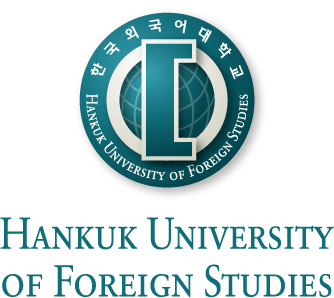 한국외국어대학교
HANKUK UNIVERSITY OF FOREIGN STUDIES
HANKUK UNIVERSITY
OF FOREIGN STUDIES